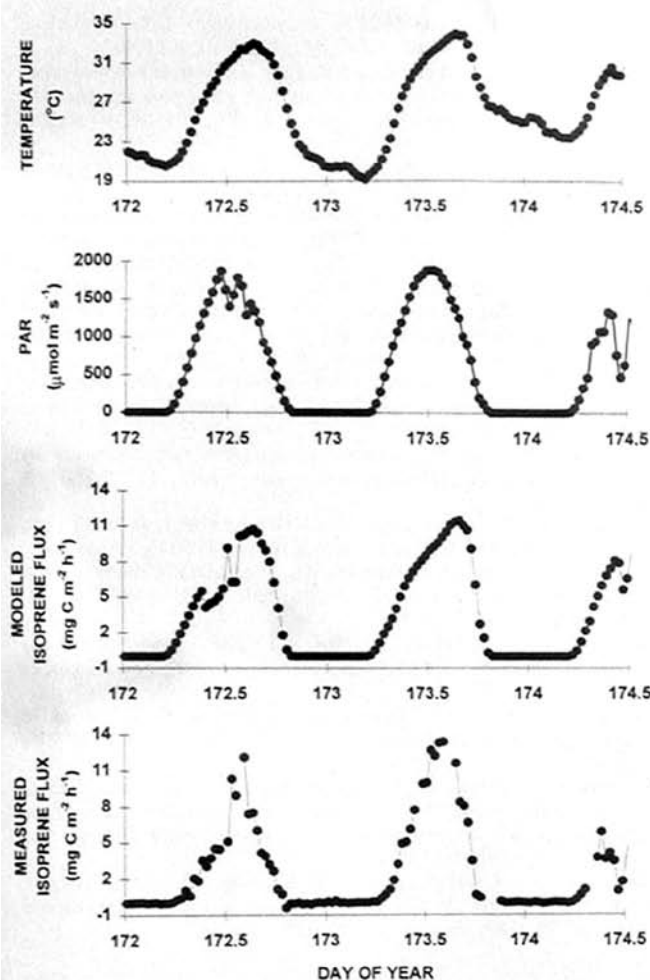 TEMPERATURE
(°C)
35
31
27
23
19
172 172.5 173 173.5 174 174.5
PAR
(μmol m⁻² s⁻¹)
2000
1500
1000
500
0
172 172.5 173 173.5 174 174.5
MODELED
ISOPRENE FLUX
(mg C m⁻² h⁻¹)
14
11
8
5
2
-1
172 172.5 173 173.5 174 174.5
MEASURED
ISOPRENE FLUX
(mg C m⁻² h⁻¹)
14
11
8
5
2
-1
172 172.5 173 173.5 174 174.5
DAY OF YEAR